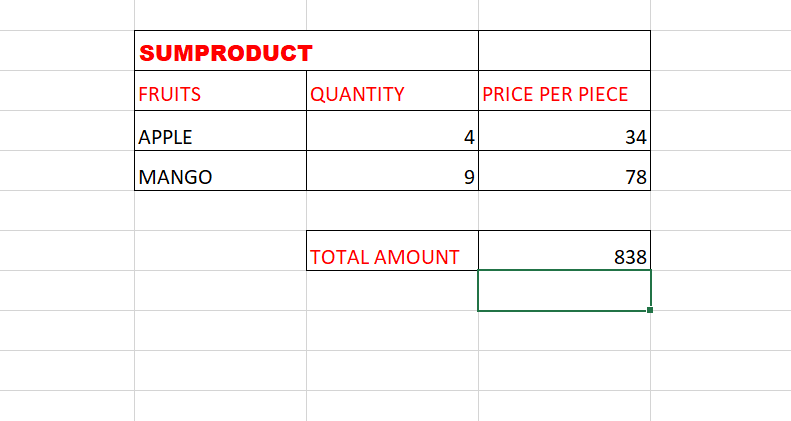 SUMPRODUCT
FRUITS QUANTITY PRICE PER PIECE
APPLE 4 34
MANGO 9 78
TOTAL AMOUNT 838